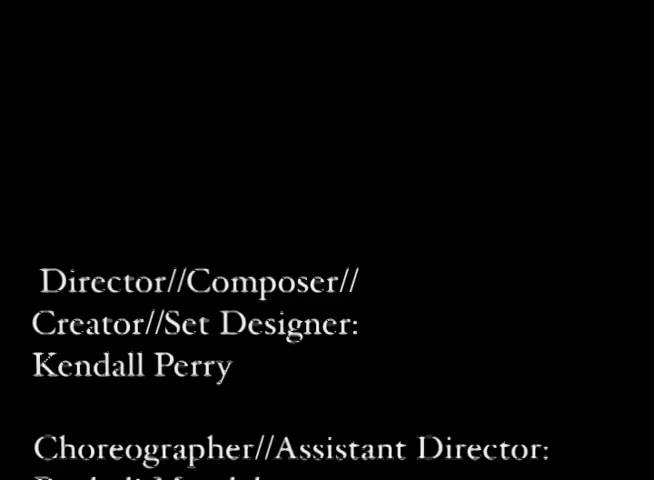 Director//Composer//
Creator//Set Designer:
Kendall Perry
Choreographer//Assistant Director: